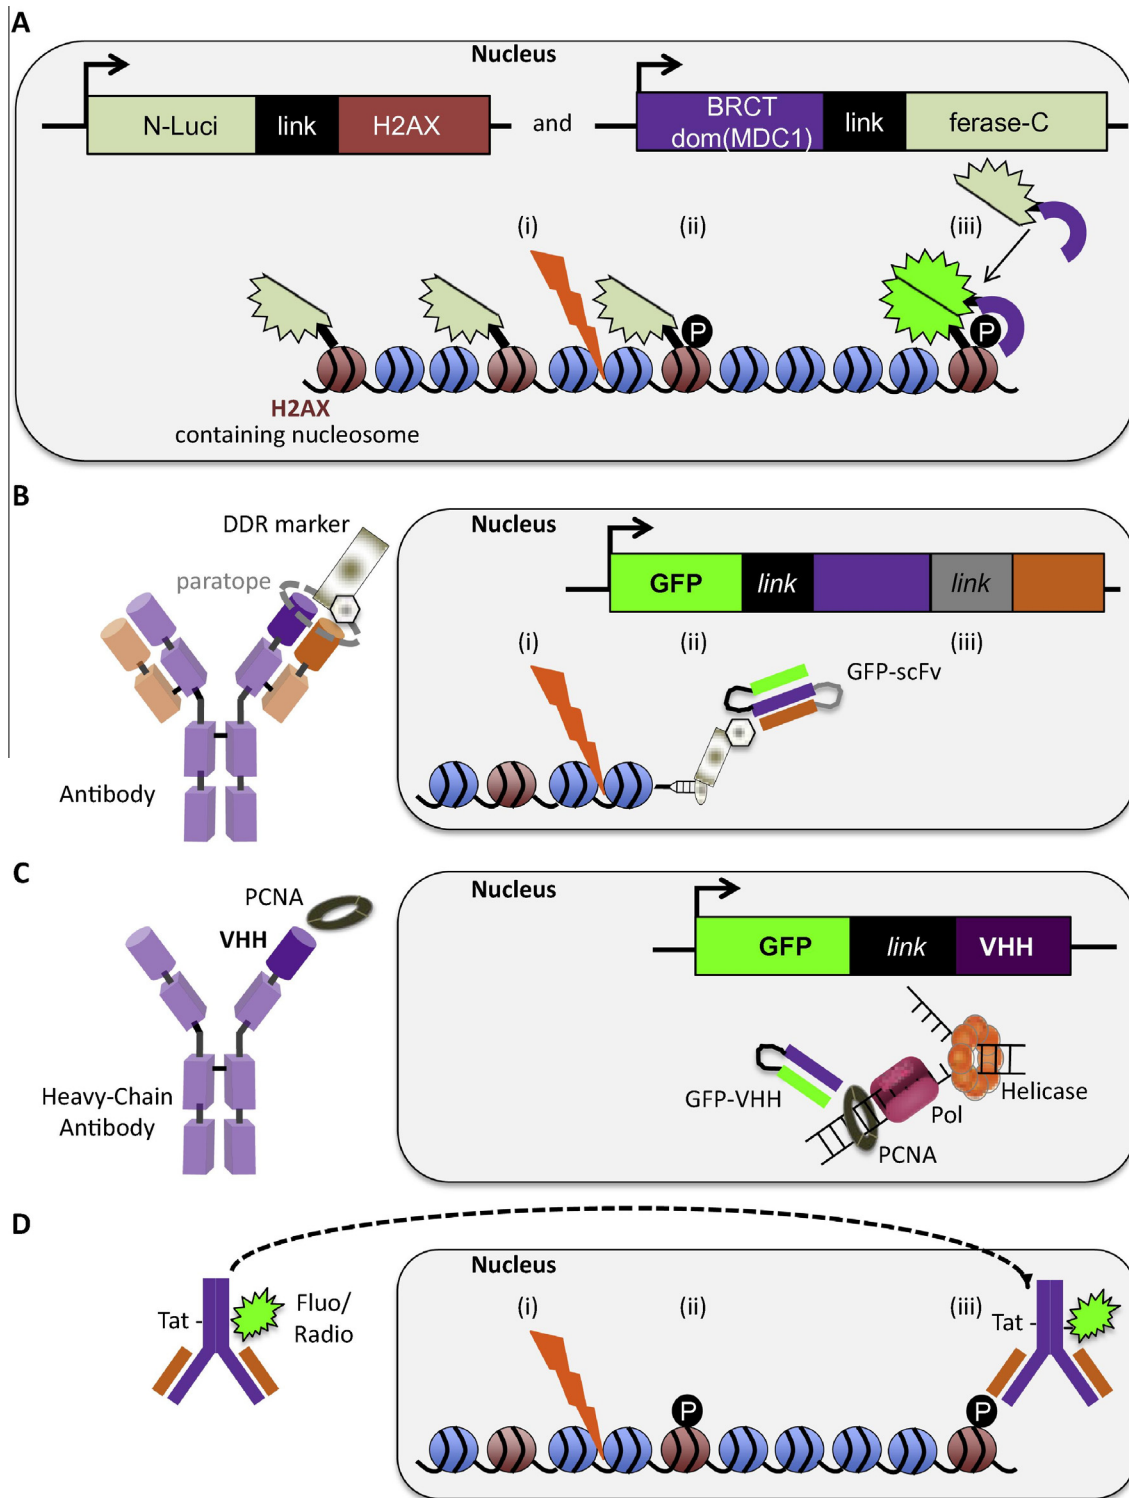 A
Nucleus
N-Luci link H2AX and BRCT dom(MDC1) link ferase-C
(i) (ii) (iii)
P P
H2AX
containing nucleosome
B
DDR marker
paratope
Antibody
Nucleus
GFP link link
(i) (ii) (iii)
GFP-scFv
C
PCNA
VHH
Heavy-Chain
Antibody
Nucleus
GFP link VHH
GFP-VHH
Helicase
Pol
PCNA
D
Tat - Fluo/
Radio
Nucleus
(i) (ii) (iii)
Tat -
P P